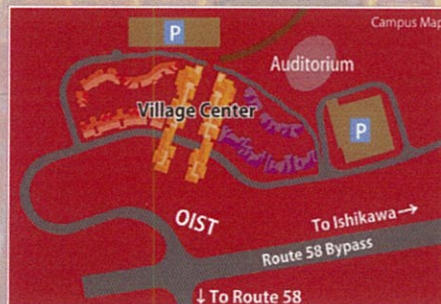 Campus Map
P
Auditorium
Village Center
P
OIST
To Ishikawa →
Route 58 Bypass
↓ To Route 58